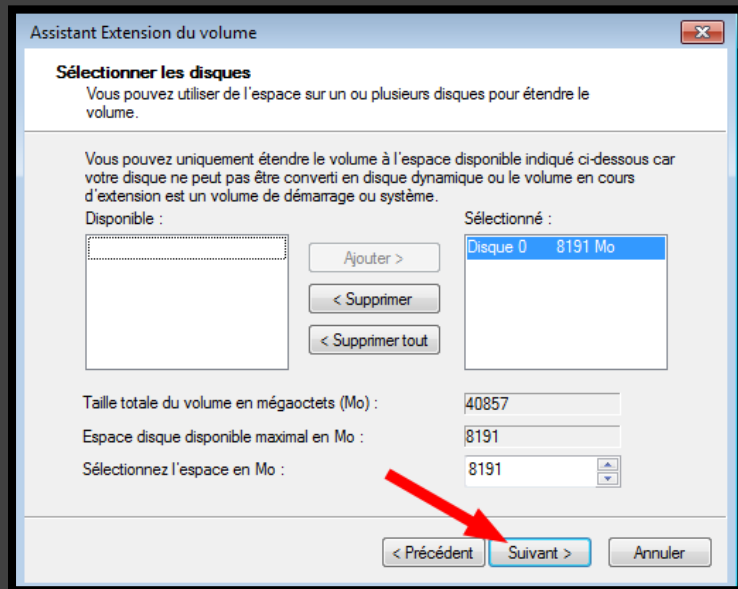 Assistant Extension du volume
Sélectionner les disques
Vous pouvez utiliser de l'espace sur un ou plusieurs disques pour étendre le
volume.
Vous pouvez uniquement étendre le volume à l'espace disponible indiqué ci-dessous car
votre disque ne peut pas être converti en disque dynamique ou le volume en cours
d'extension est un volume de démarrage ou système.
Disponible :
Sélectionné :
Disque 0 8191 Mo
Ajouter >
< Supprimer
< Supprimer tout
Taille totale du volume en mégaoctets (Mo) : 40857
Espace disque disponible maximal en Mo : 8191
Sélectionnez l'espace en Mo : 8191
< Précédent Suivant > Annuler